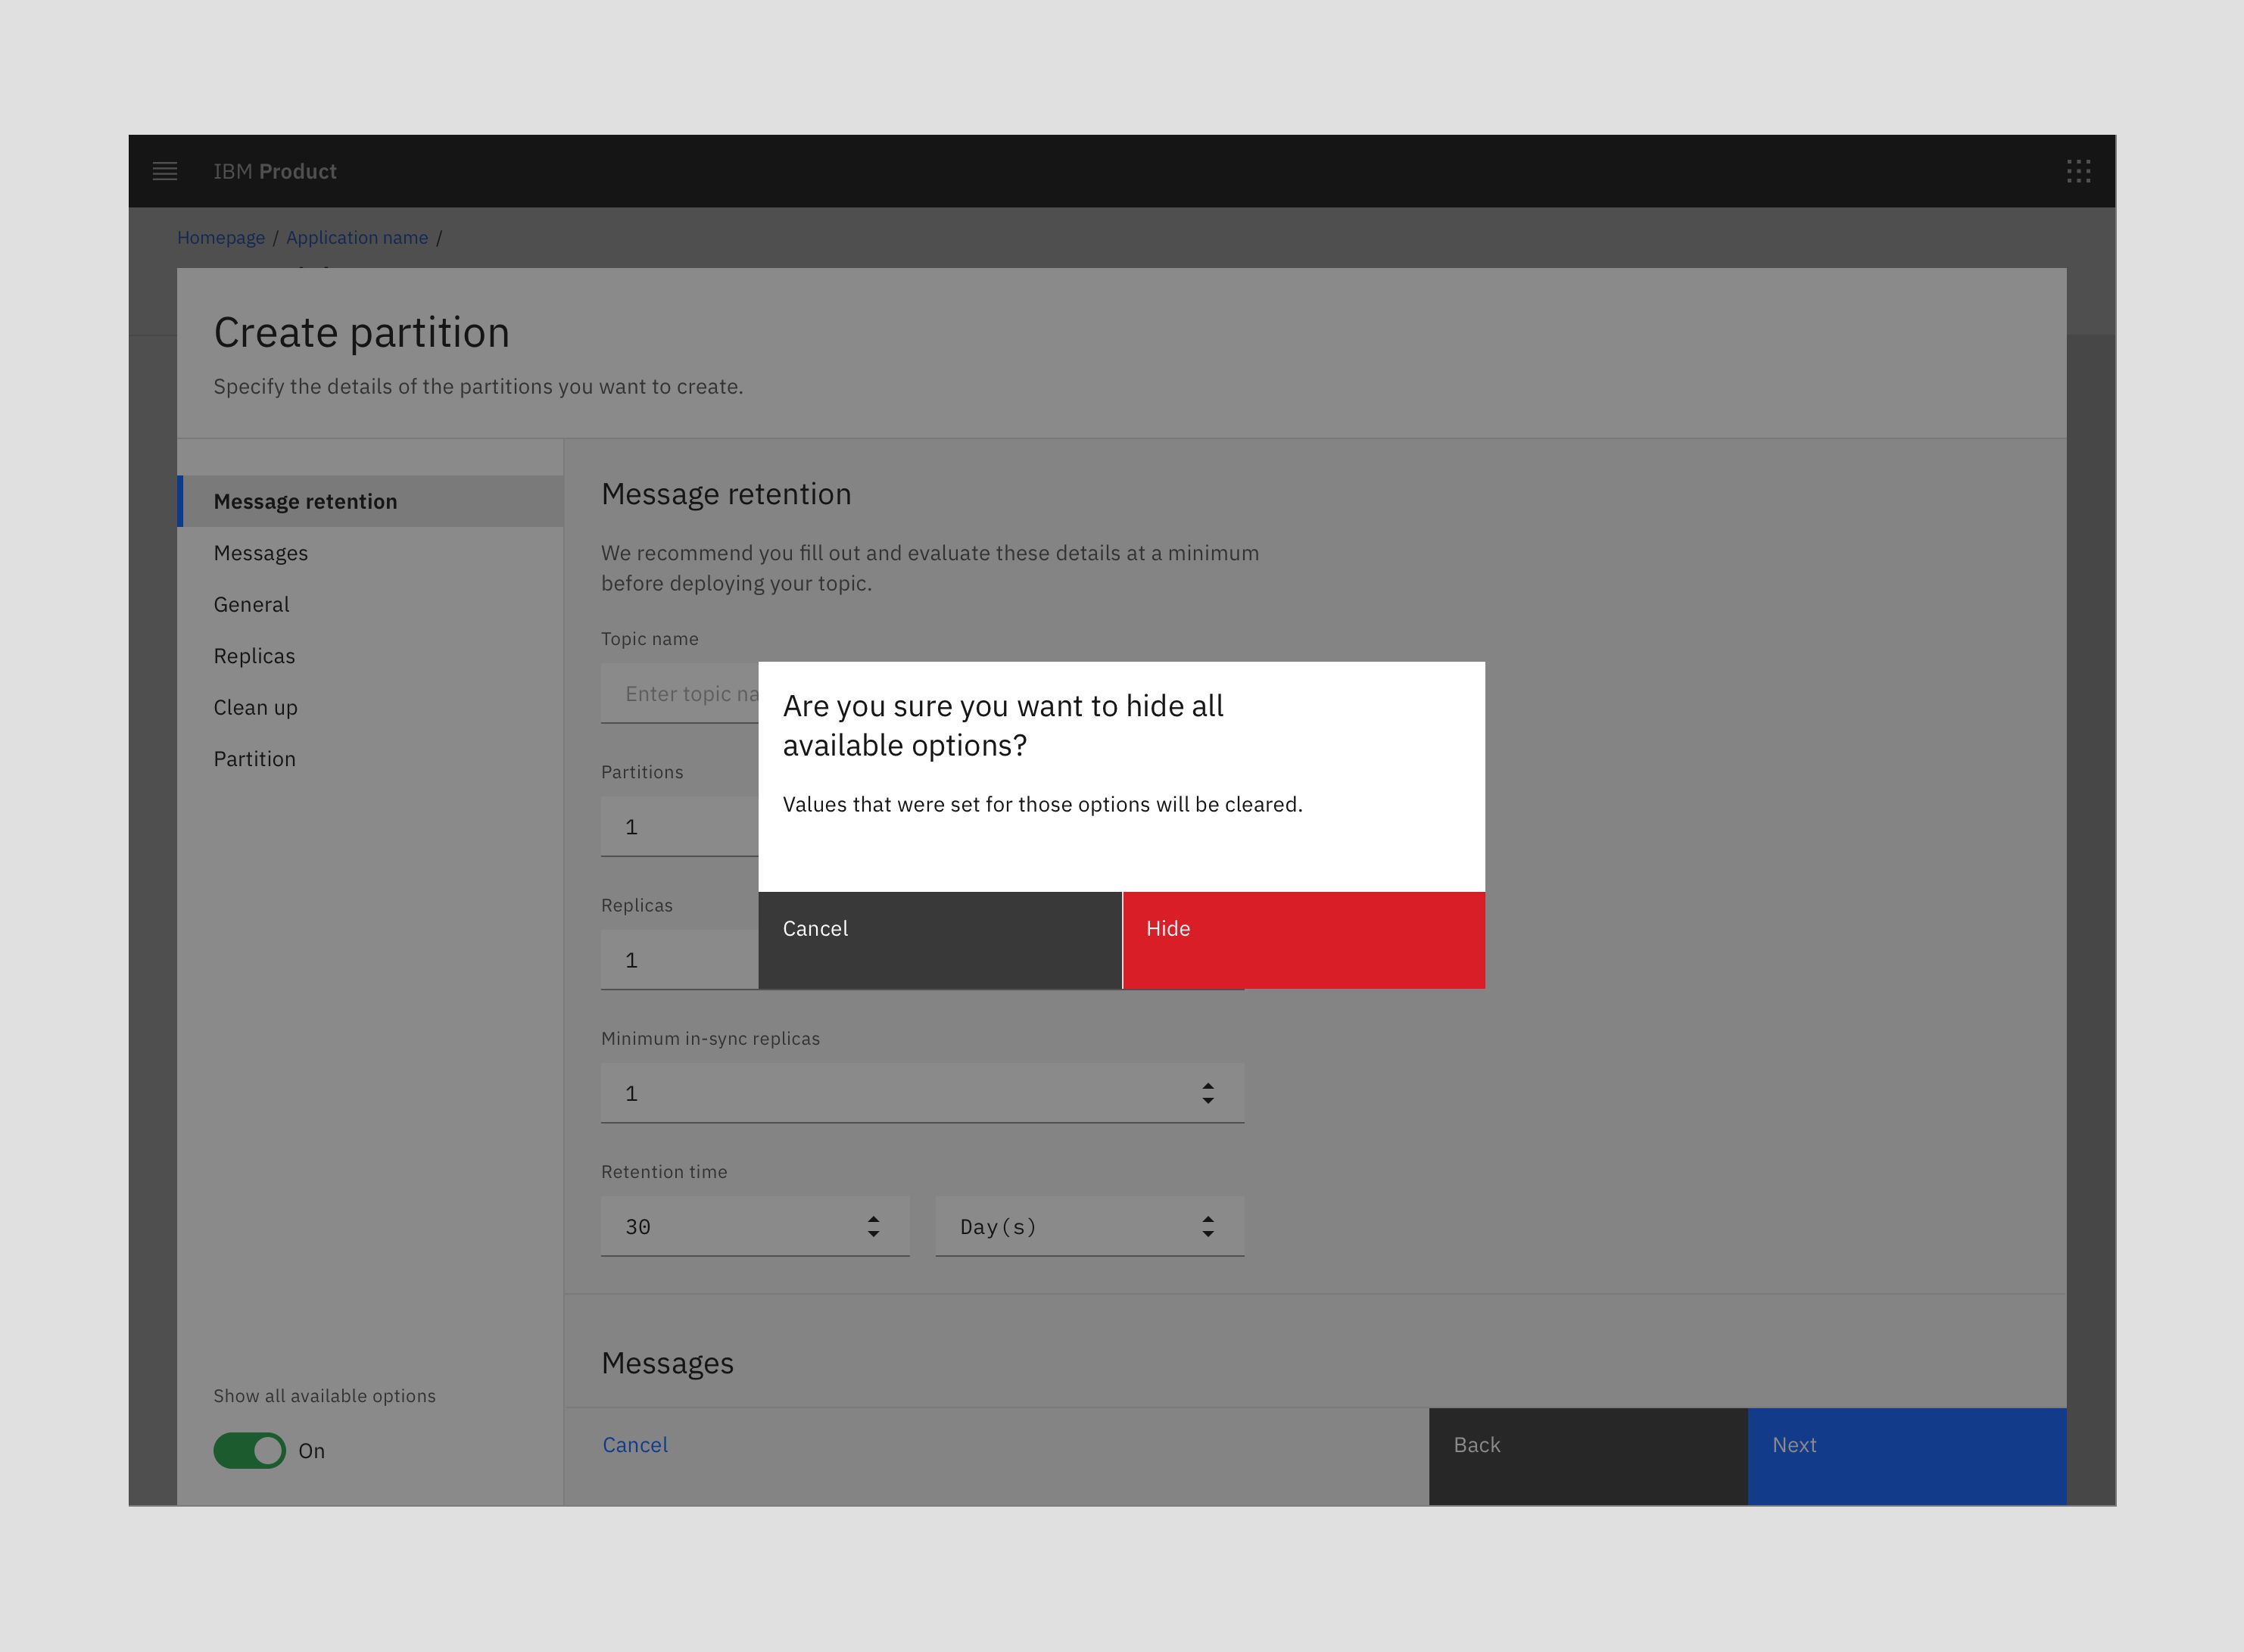 IBM Product
Homepage / Application name /
Create partition
Specify the details of the partitions you want to create.
Message retention
Messages
General
Replicas
Clean up
Partition
Show all available options
On
Message retention
We recommend you fill out and evaluate these details at a minimum
before deploying your topic.
Topic name
Enter topic
Partitions
1
Replicas
1
Minimum in-sync replicas
1
Retention time
30
Day(s)
Messages
Cancel
Back
Next
Are you sure you want to hide all
available options?
Values that were set for those options will be cleared.
Cancel
Hide